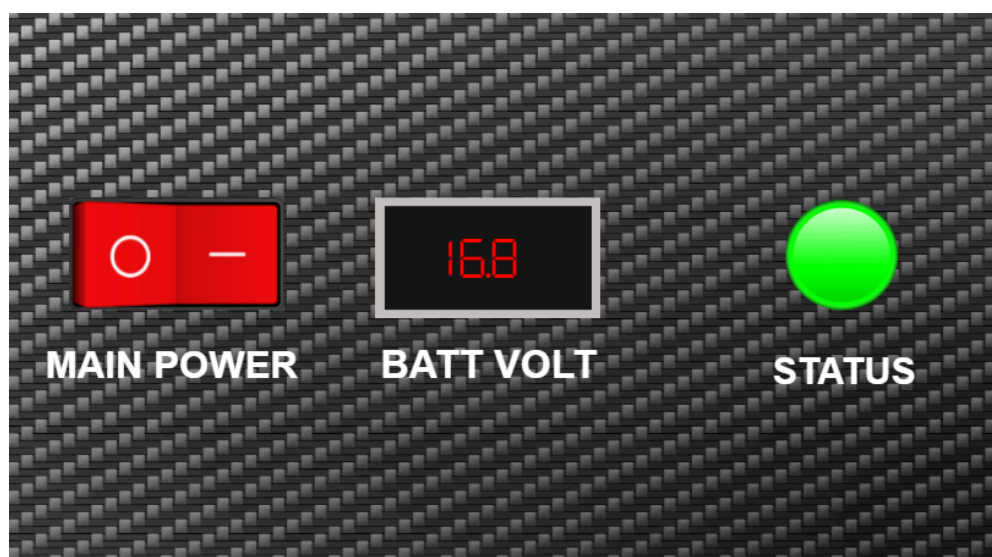 O —
16.8
MAIN POWER
BATT VOLT
STATUS